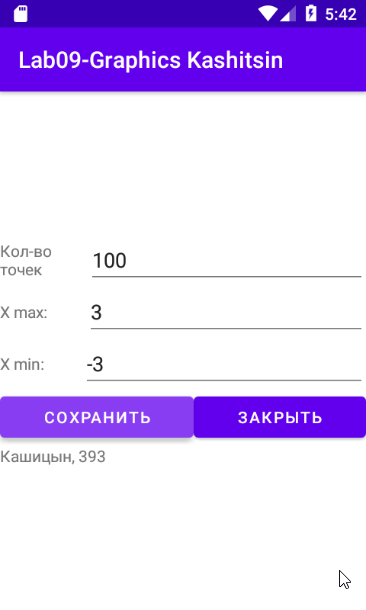 5:42
Lab09-Graphics Kashitsin
Кол-во
точек
100
X max:
3
X min:
-3
СОХРАНИТЬ
ЗАКРЫТЬ
Кашицын, 393